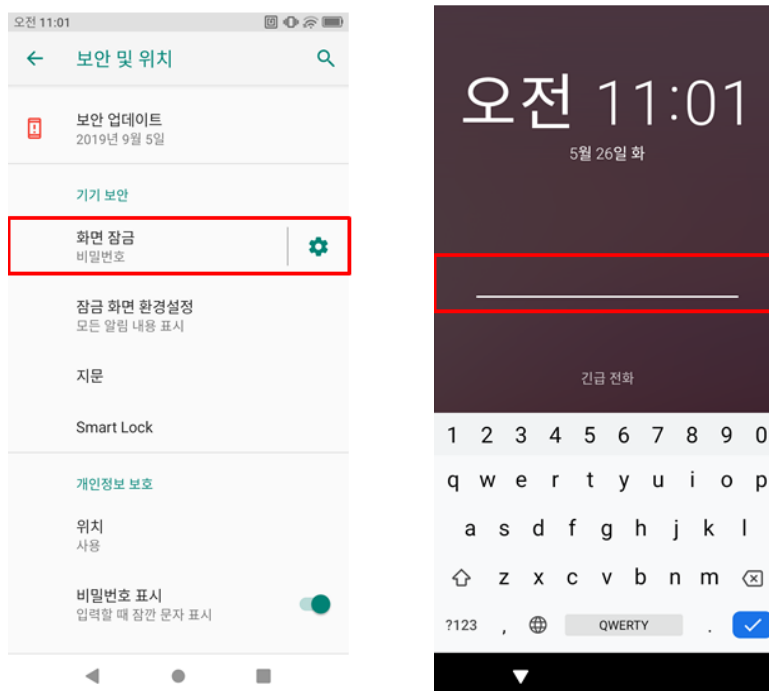 오전 11:01
보안 및 위치
보안 업데이트
2019년 9월 5일
기기 보안
화면 잠금
비밀번호
잠금 화면 환경설정
모든 알림 내용 표시
지문
Smart Lock
개인정보 보호
위치
사용
비밀번호 표시
입력할 때 잠깐 문자 표시
오전 11:01
5월 26일 화
긴급 전화
1 2 3 4 5 6 7 8 9 0
q w e r t y u i o p
a s d f g h j k l
z x c v b n m
?123 , QWERTY .